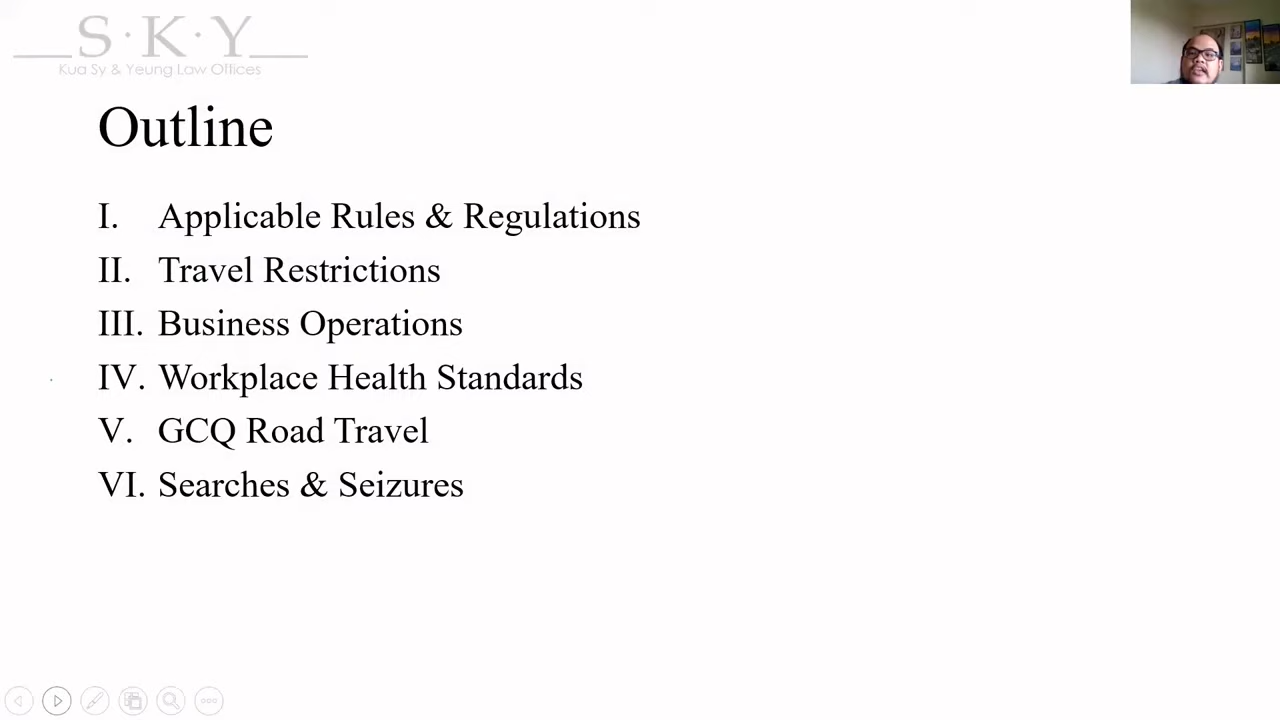 S·K·Y
Kua Sy & Yeung Law Offices
Outline
I. Applicable Rules & Regulations
II. Travel Restrictions
III. Business Operations
IV. Workplace Health Standards
V. GCQ Road Travel
VI. Searches & Seizures